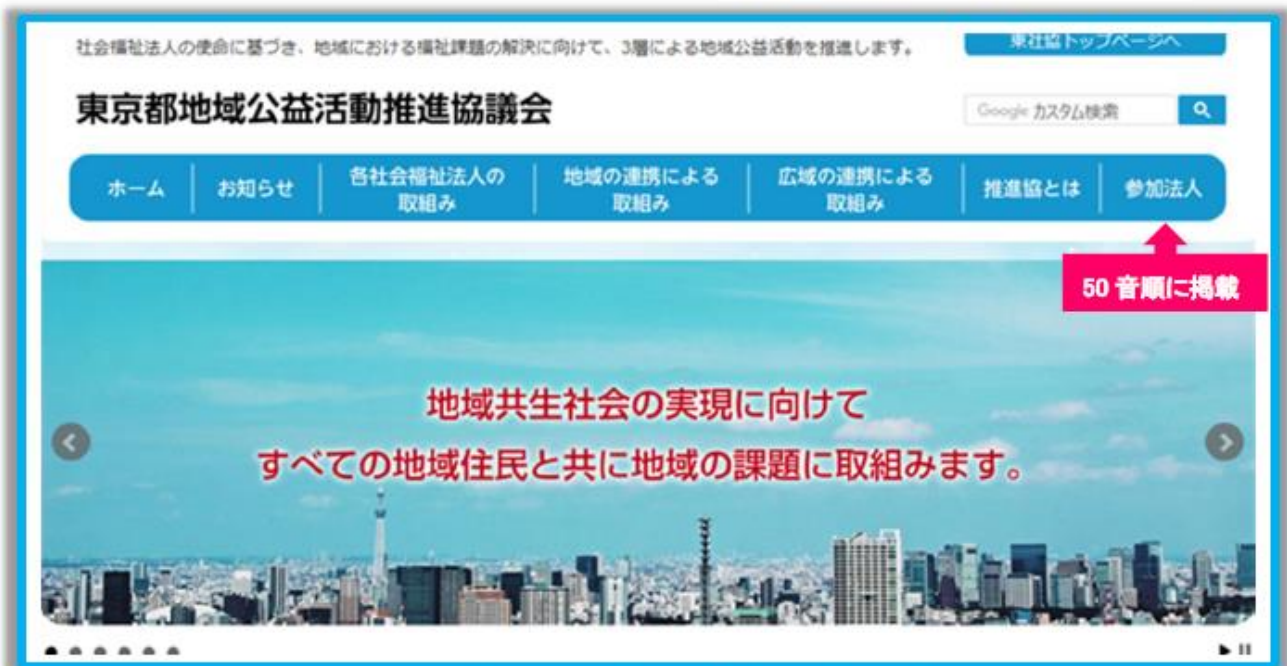 社会福祉法人の使命に基づき、地域における福祉課題の解決に向けて、3層による地域公益活動を推進します。
東社協トップページへ
東京都地域公益活動推進協議会
Google カスタム検索
ホーム
お知らせ
各社会福祉法人の
取組み
地域の連携による
取組み
広域の連携による
取組み
推進協とは
参加法人
50 音順に掲載
地域共生社会の実現に向けて
すべての地域住民と共に地域の課題に取組みます。